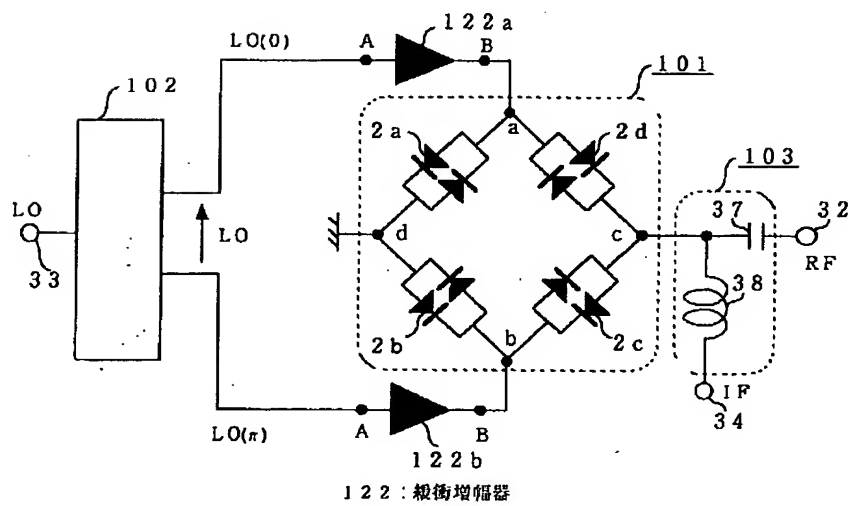 122a
LO(0)
A
B
101
102
a
2a
2d
103
LO
33
LO
d
c
37
32
RF
38
2b
b
2c
IF
34
A
B
LO(π)
122b
122:緩衝増幅器